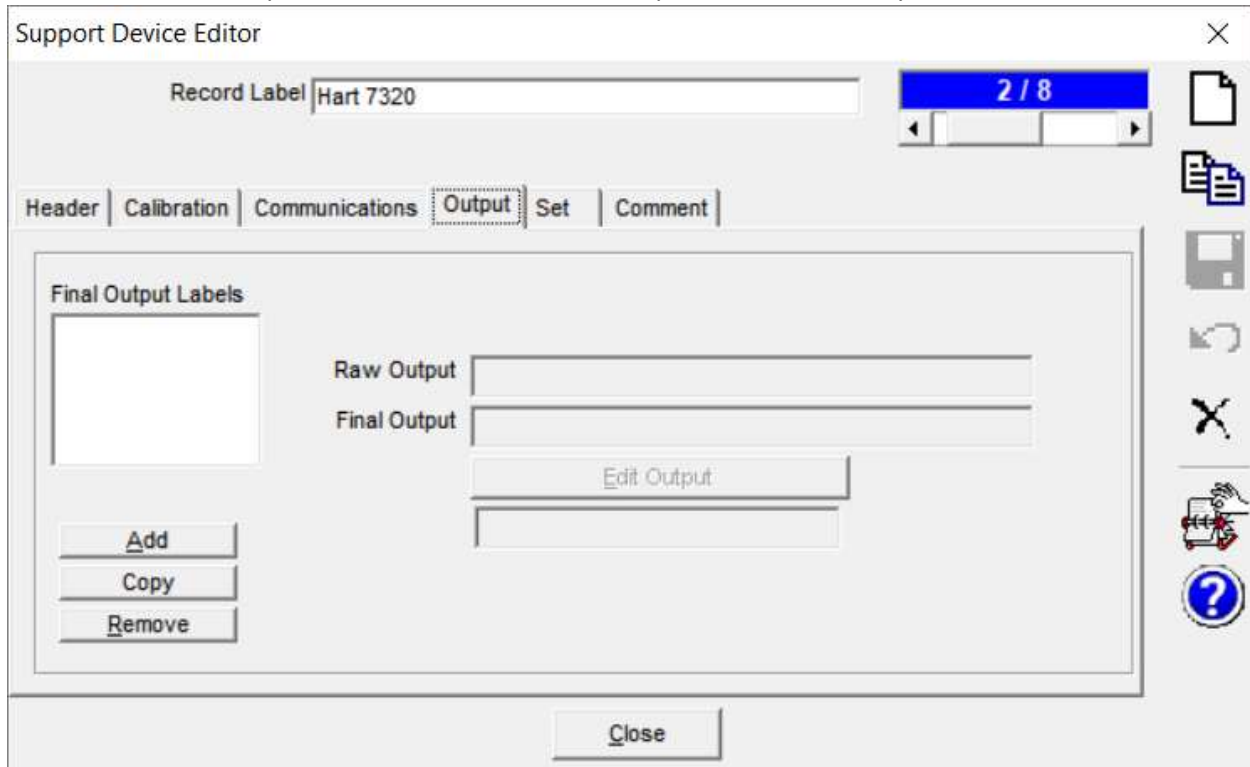 Support Device Editor
Record Label Hart 7320
2 / 8
Header Calibration Communications Output Set Comment
Final Output Labels
Raw Output
Final Output
Edit Output
Add
Copy
Remove
?
Close